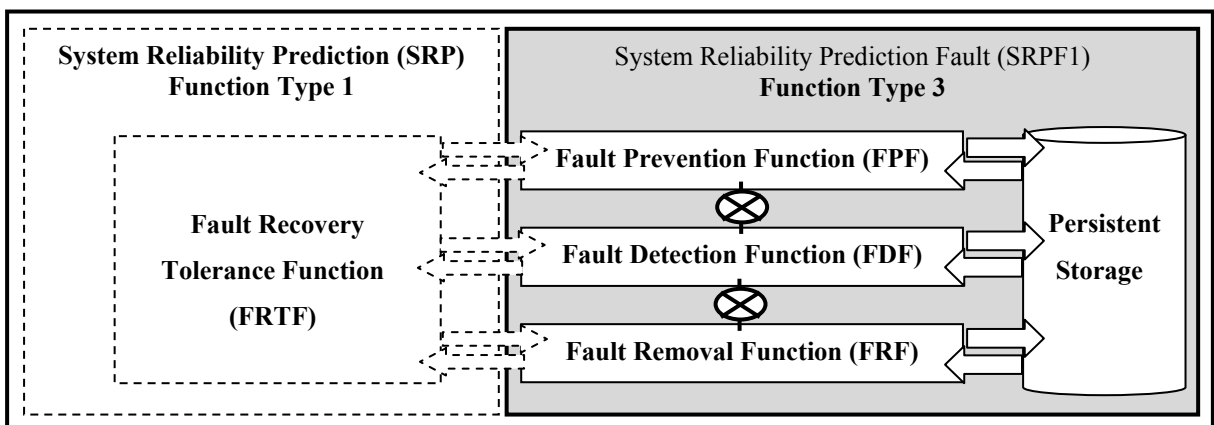 System Reliability Prediction (SRP)
Function Type 1
System Reliability Prediction Fault (SRPF1)
Function Type 3
Fault Recovery
Tolerance Function
(FRTF)
Fault Prevention Function (FPF)
Fault Detection Function (FDF)
Fault Removal Function (FRF)
Persistent
Storage